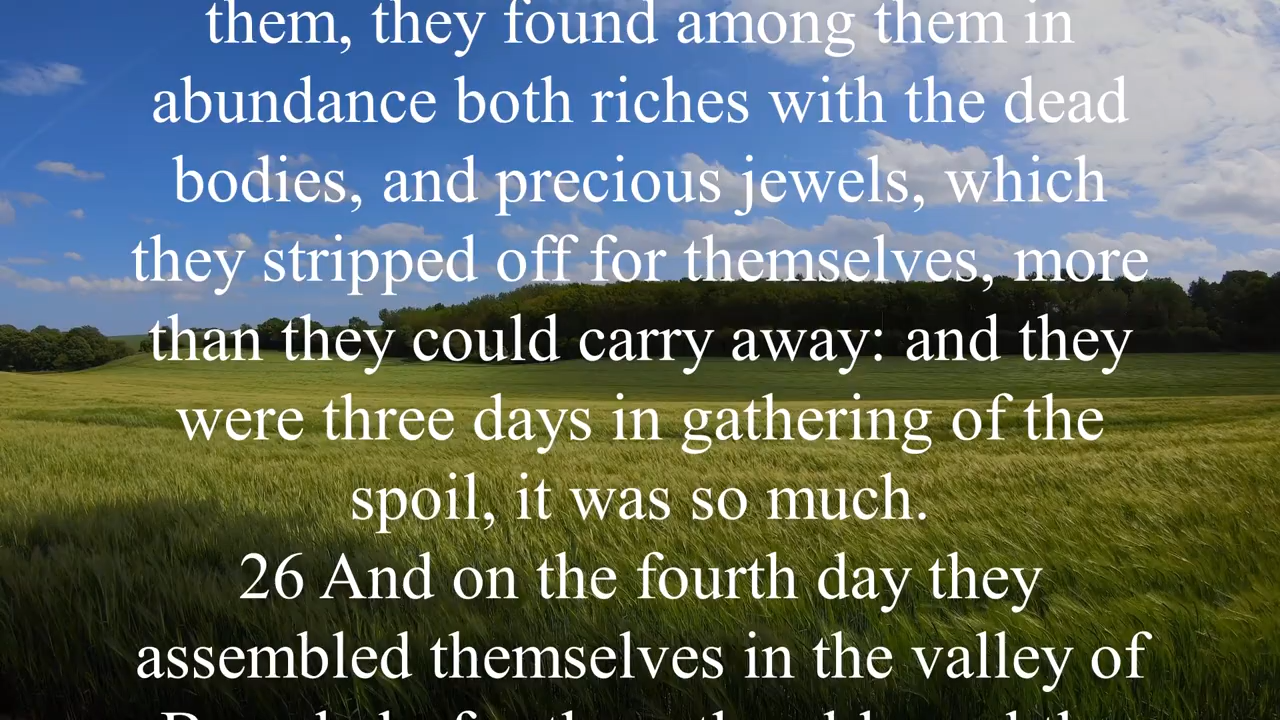 them, they found among them in
abundance both riches with the dead
bodies, and precious jewels, which
they stripped off for themselves, more
than they could carry away: and they
were three days in gathering of the
spoil, it was so much.
26 And on the fourth day they
assembled themselves in the valley of